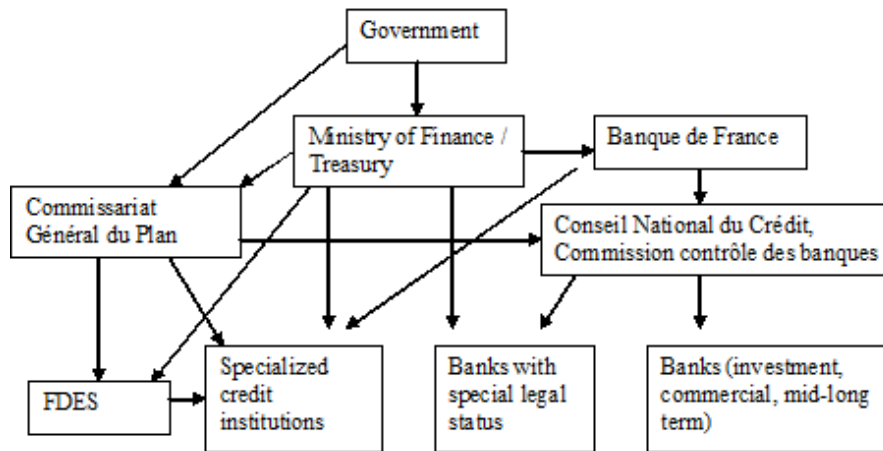 Government
Ministry of Finance /
Treasury
Banque de France
Commissariat
Général du Plan
Conseil National du Crédit,
Commission contrôle des banques
FDES
Specialized
credit
institutions
Banks with
special legal
status
Banks (investment,
commercial, mid-long
term)